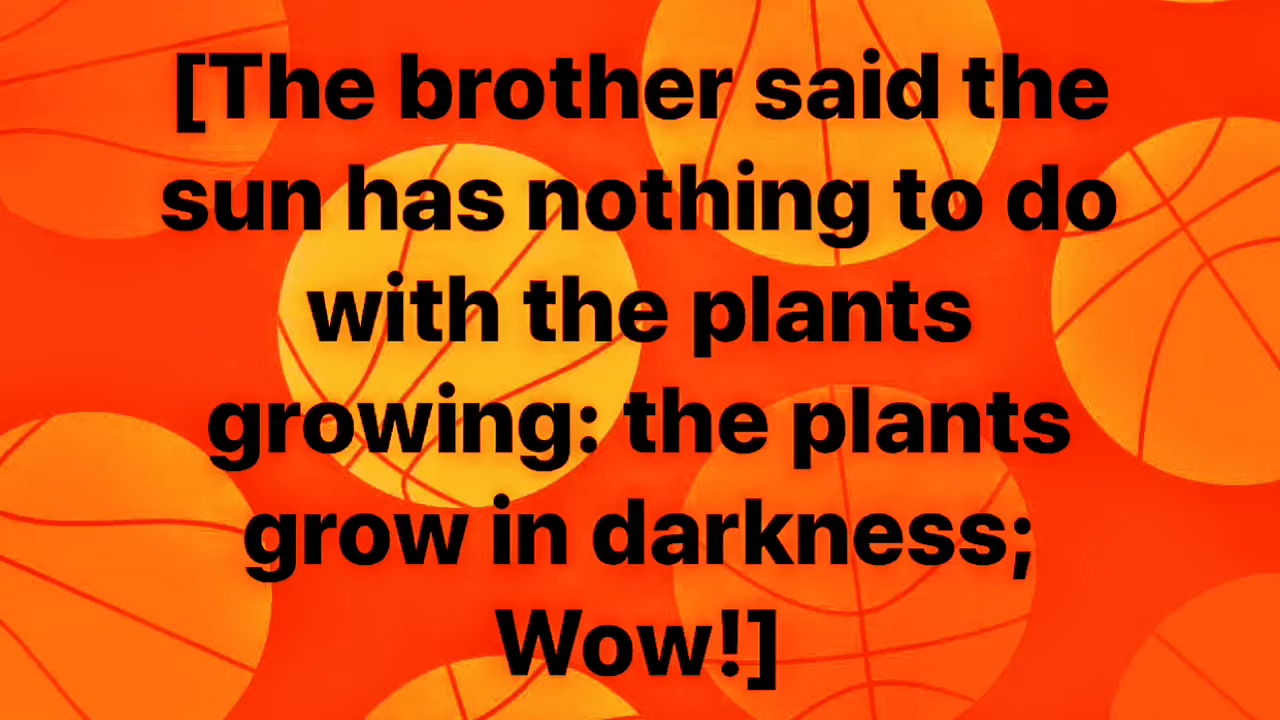 [The brother said the
sun has nothing to do
with the plants
growing: the plants
grow in darkness;
Wow!]